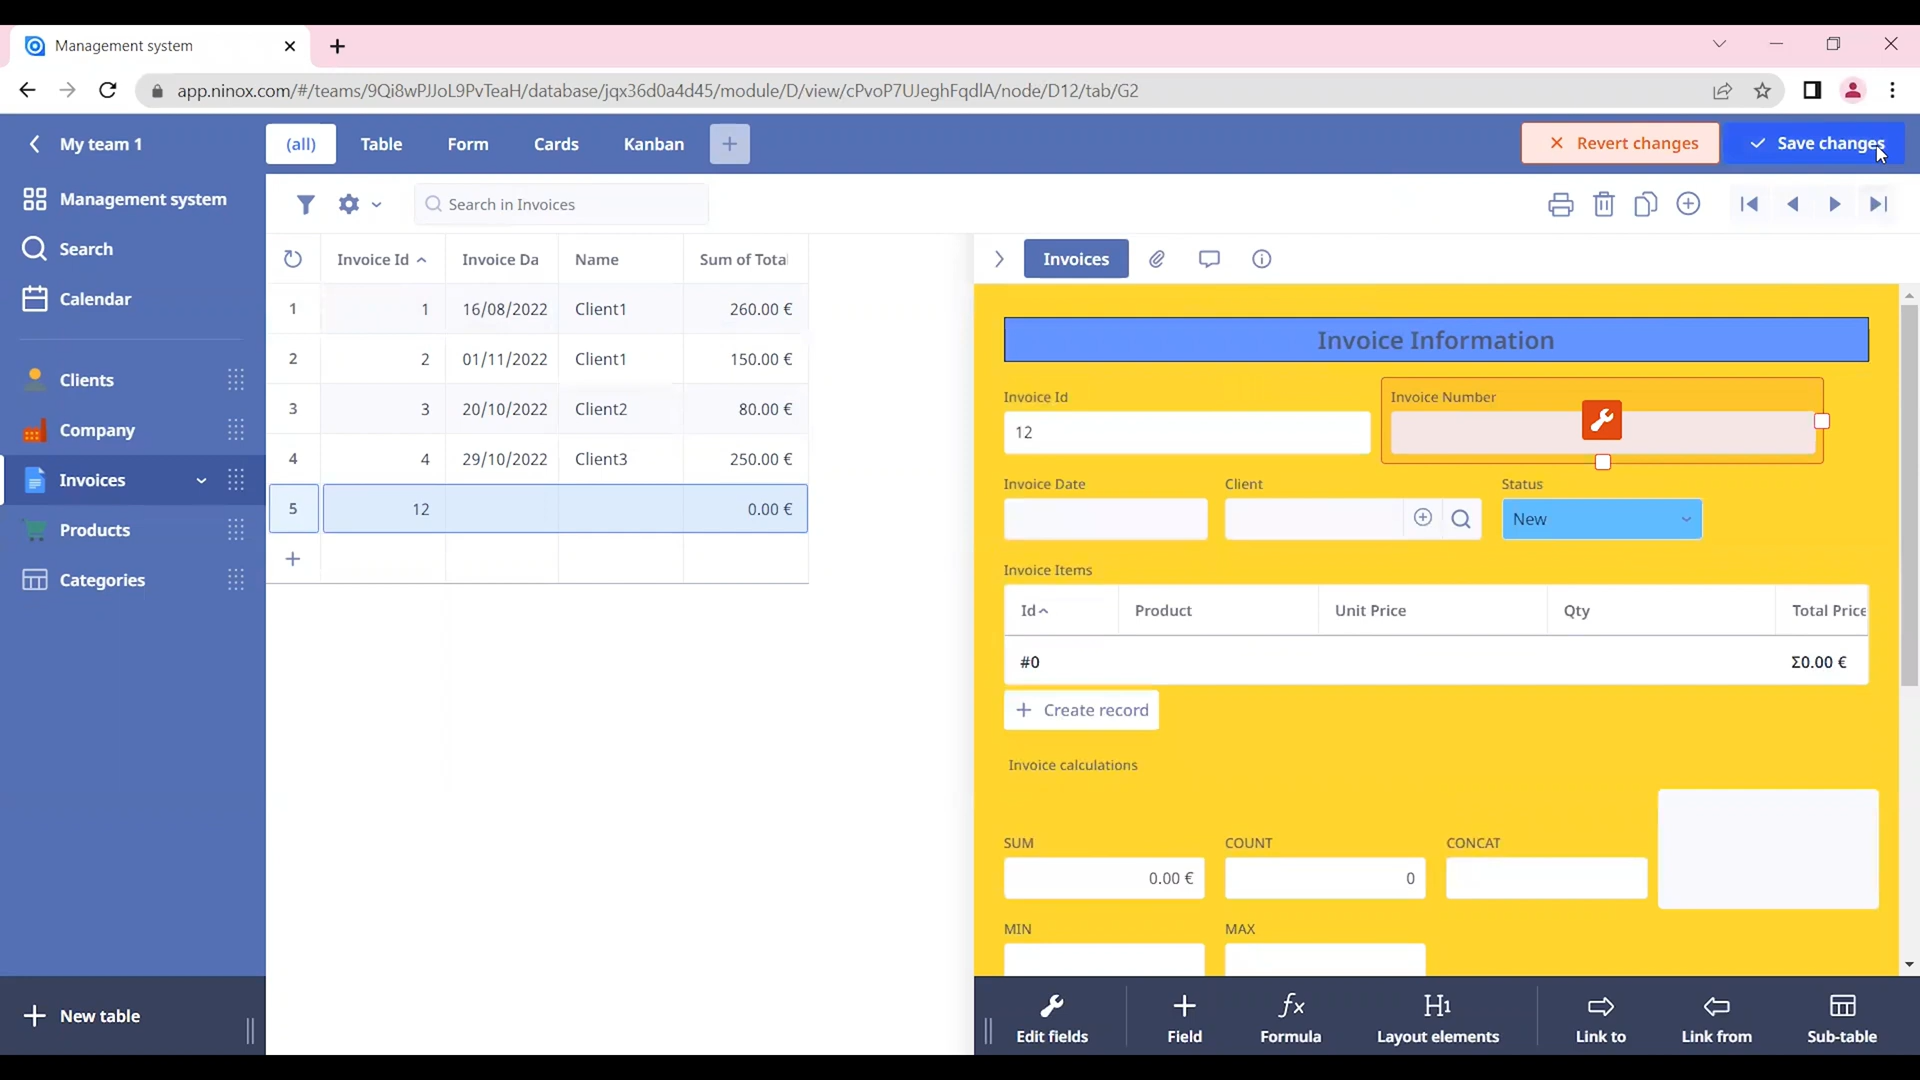 Management system
app.ninox.com/#/teams/9Qi8wPJJoL9PvTeaH/database/jqx36d0a4d45/module/D/view/cPvoP7UJeghFqdlA/node/D12/tab/G2
My team 1
(all) Table Form Cards Kanban
Revert changes Save changes
Management system
Search
Calendar
Clients
Company
Invoices
Products
Categories
New table
Search in Invoices
Invoice Id Invoice Da Name Sum of Total
1 1 16/08/2022 Client1 260.00 €
2 2 01/11/2022 Client1 150.00 €
3 3 20/10/2022 Client2 80.00 €
4 4 29/10/2022 Client3 250.00 €
5 12 0.00 €
Invoices
Invoice Information
Invoice Id Invoice Number
12
Invoice Date Client Status
New
Invoice Items
Id Product Unit Price Qty Total Price
#0 Σ0.00 €
Create record
Invoice calculations
SUM COUNT CONCAT
0.00 € 0
MIN MAX
Edit fields Field Formula H1 Layout elements Link to Link from Sub-table